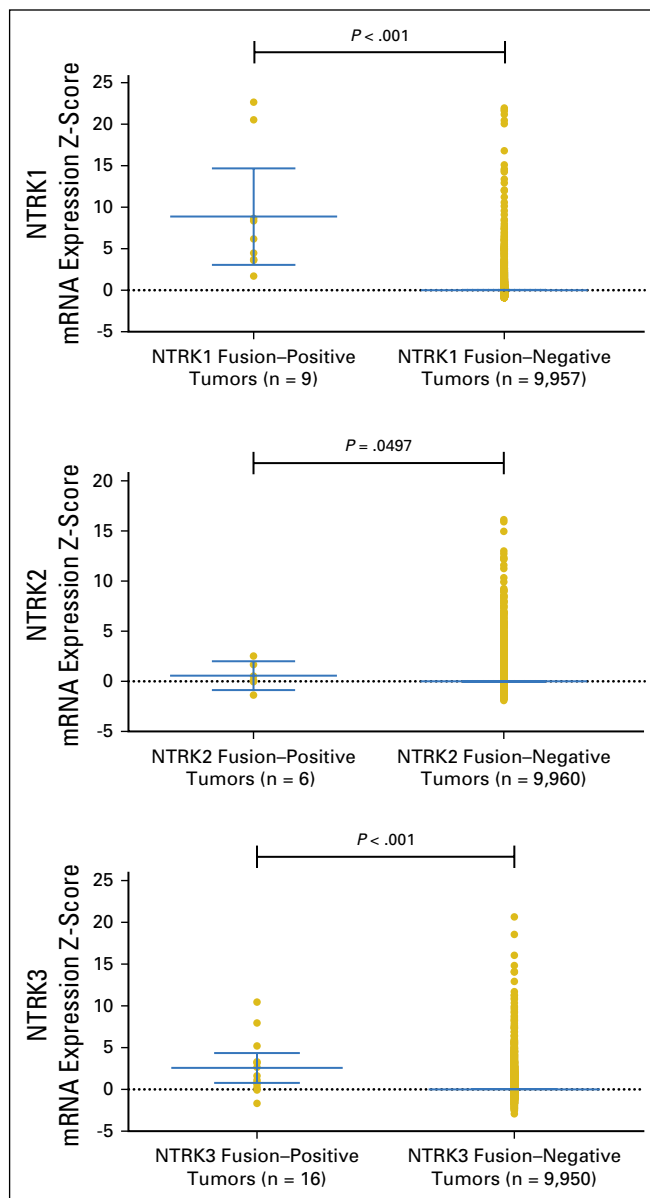 P < .001
NTRK1
mRNA Expression Z-Score
25
20
15
10
5
0
-5
NTRK1 Fusion–Positive
Tumors (n = 9)
NTRK1 Fusion–Negative
Tumors (n = 9,957)
P = .0497
NTRK2
mRNA Expression Z-Score
20
15
10
5
0
-5
NTRK2 Fusion–Positive
Tumors (n = 6)
NTRK2 Fusion–Negative
Tumors (n = 9,960)
P < .001
NTRK3
mRNA Expression Z-Score
25
20
15
10
5
0
-5
NTRK3 Fusion–Positive
Tumors (n = 16)
NTRK3 Fusion–Negative
Tumors (n = 9,950)